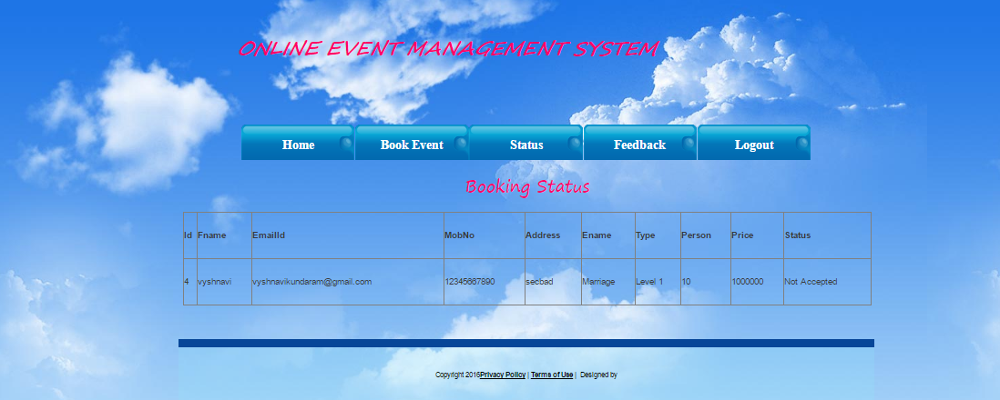 ONLINE EVENT MANAGEMENT SYSTEM
Home Book Event Status Feedback Logout
Booking Status
Id Fname EmailId MobNo Address Ename Type Person Price Status
4 vyshnavi vyshnavikundaram@gmail.com 12345667890 secbad Marriage Level 1 10 1000000 Not Accepted
Copyright 2016Privacy Policy | Terms of Use | Designed by